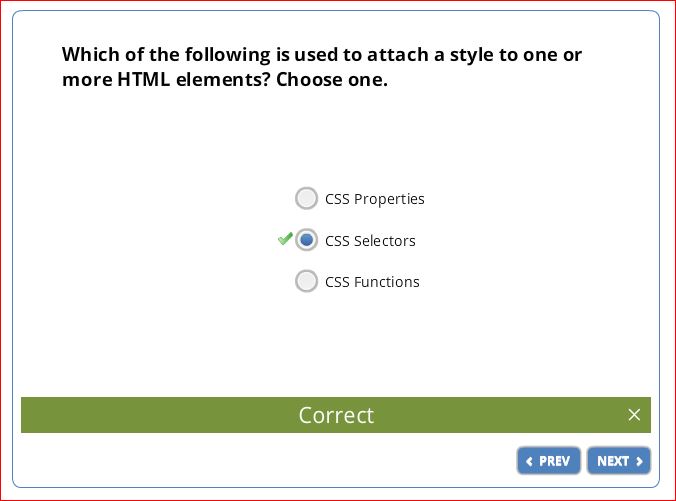 Which of the following is used to attach a style to one or
more HTML elements? Choose one.
CSS Properties
CSS Selectors
CSS Functions
Correct
PREV
NEXT